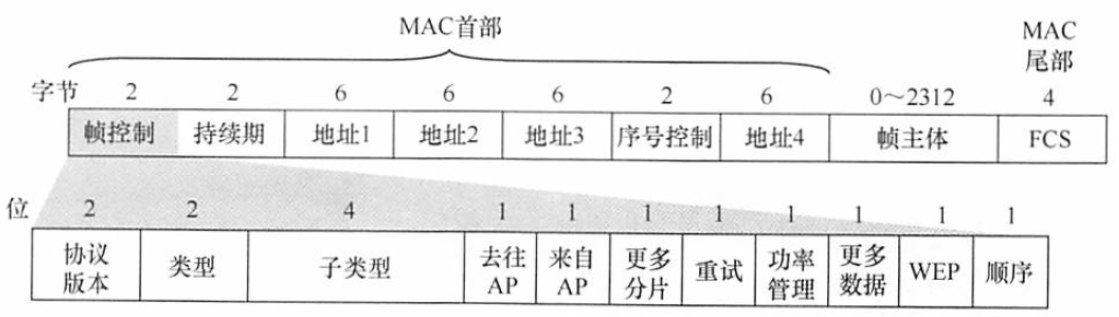 MAC首部
MAC
尾部
字节 2 2 6 6 6 2 6 0～2312 4
帧控制 持续期 地址1 地址2 地址3 序号控制 地址4 帧主体 FCS
位 2 2 4 1 1 1 1 1 1 1 1
协议
版本
类型
子类型
去往
AP
来自
AP
更多
分片
重试
功率
管理
更多
数据
WEP
顺序